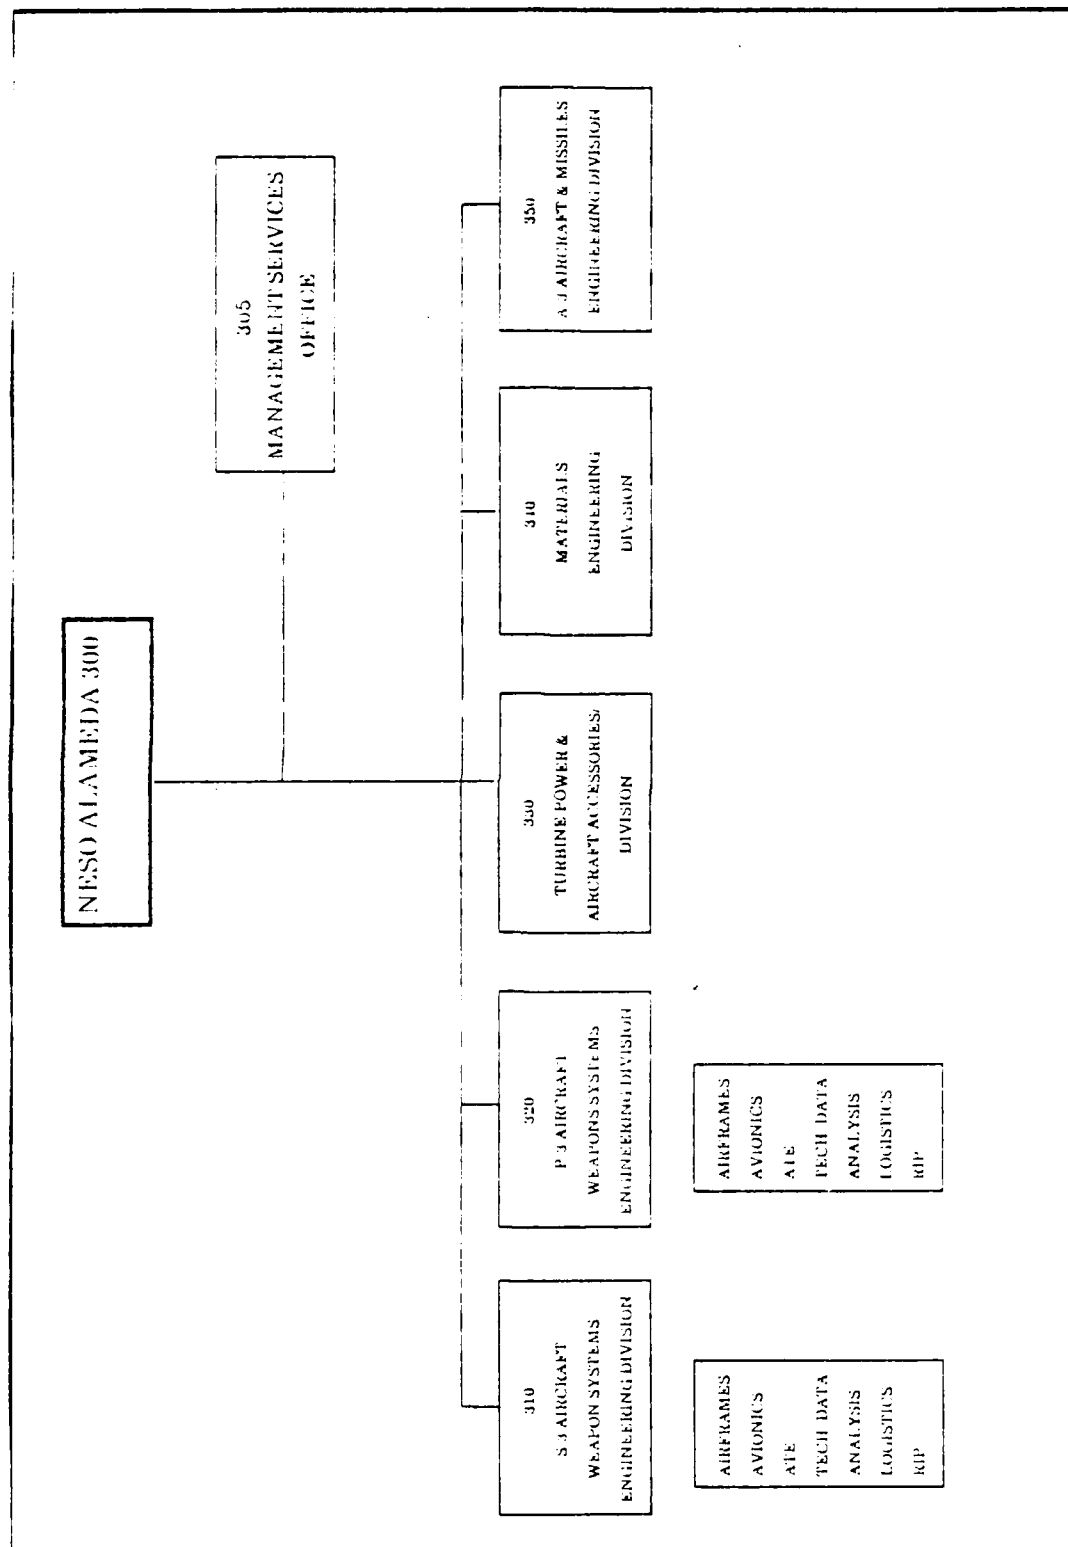 NESO ALAMEDA 300
305
MANAGEMENT SERVICES
OFFICE
310
S 3 AIRCRAFT
WEAPON SYSTEMS
ENGINEERING DIVISION
320
P 3 AIRCRAFT
WEAPONS SYSTEMS
ENGINEERING DIVISION
330
TURBINE POWER &
AIRCRAFT ACCESSORIES/
DIVISION
340
MATERIALS
ENGINEERING
DIVISION
350
AIRCRAFT & MISSILES
ENGINEERING DIVISION
AIRFRAMES
AVIONICS
ATE
TECH DATA
ANALYSIS
LOGISTICS
AIRFRAMES
AVIONICS
ATE
TECH DATA
ANALYSIS
LOGISTICS